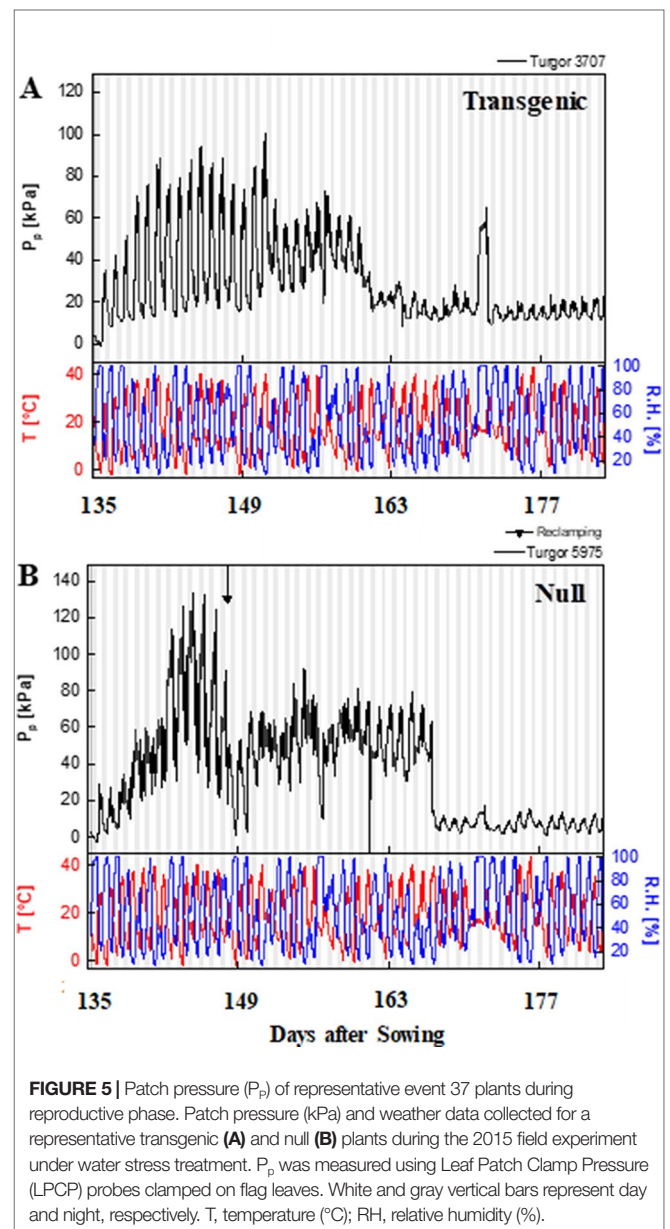 Turgor 3707
A
Transgenic
120
100
80
60
40
20
0
Pp [kPa]
40
20
0
T [°C]
100
80
60
40
20
R.H. [%]
135 149 163 177
Reclamping
Turgor 5975
B
Null
140
120
100
80
60
40
20
0
Pp [kPa]
40
20
0
T [°C]
100
80
60
40
20
R.H. [%]
135 149 163 177
Days after Sowing
FIGURE 5 | Patch pressure (PP) of representative event 37 plants during
reproductive phase. Patch pressure (kPa) and weather data collected for a
representative transgenic (A) and null (B) plants during the 2015 field experiment
under water stress treatment. Pp was measured using Leaf Patch Clamp Pressure
(LPCP) probes clamped on flag leaves. White and gray vertical bars represent day
and night, respectively. T, temperature (°C); RH, relative humidity (%).